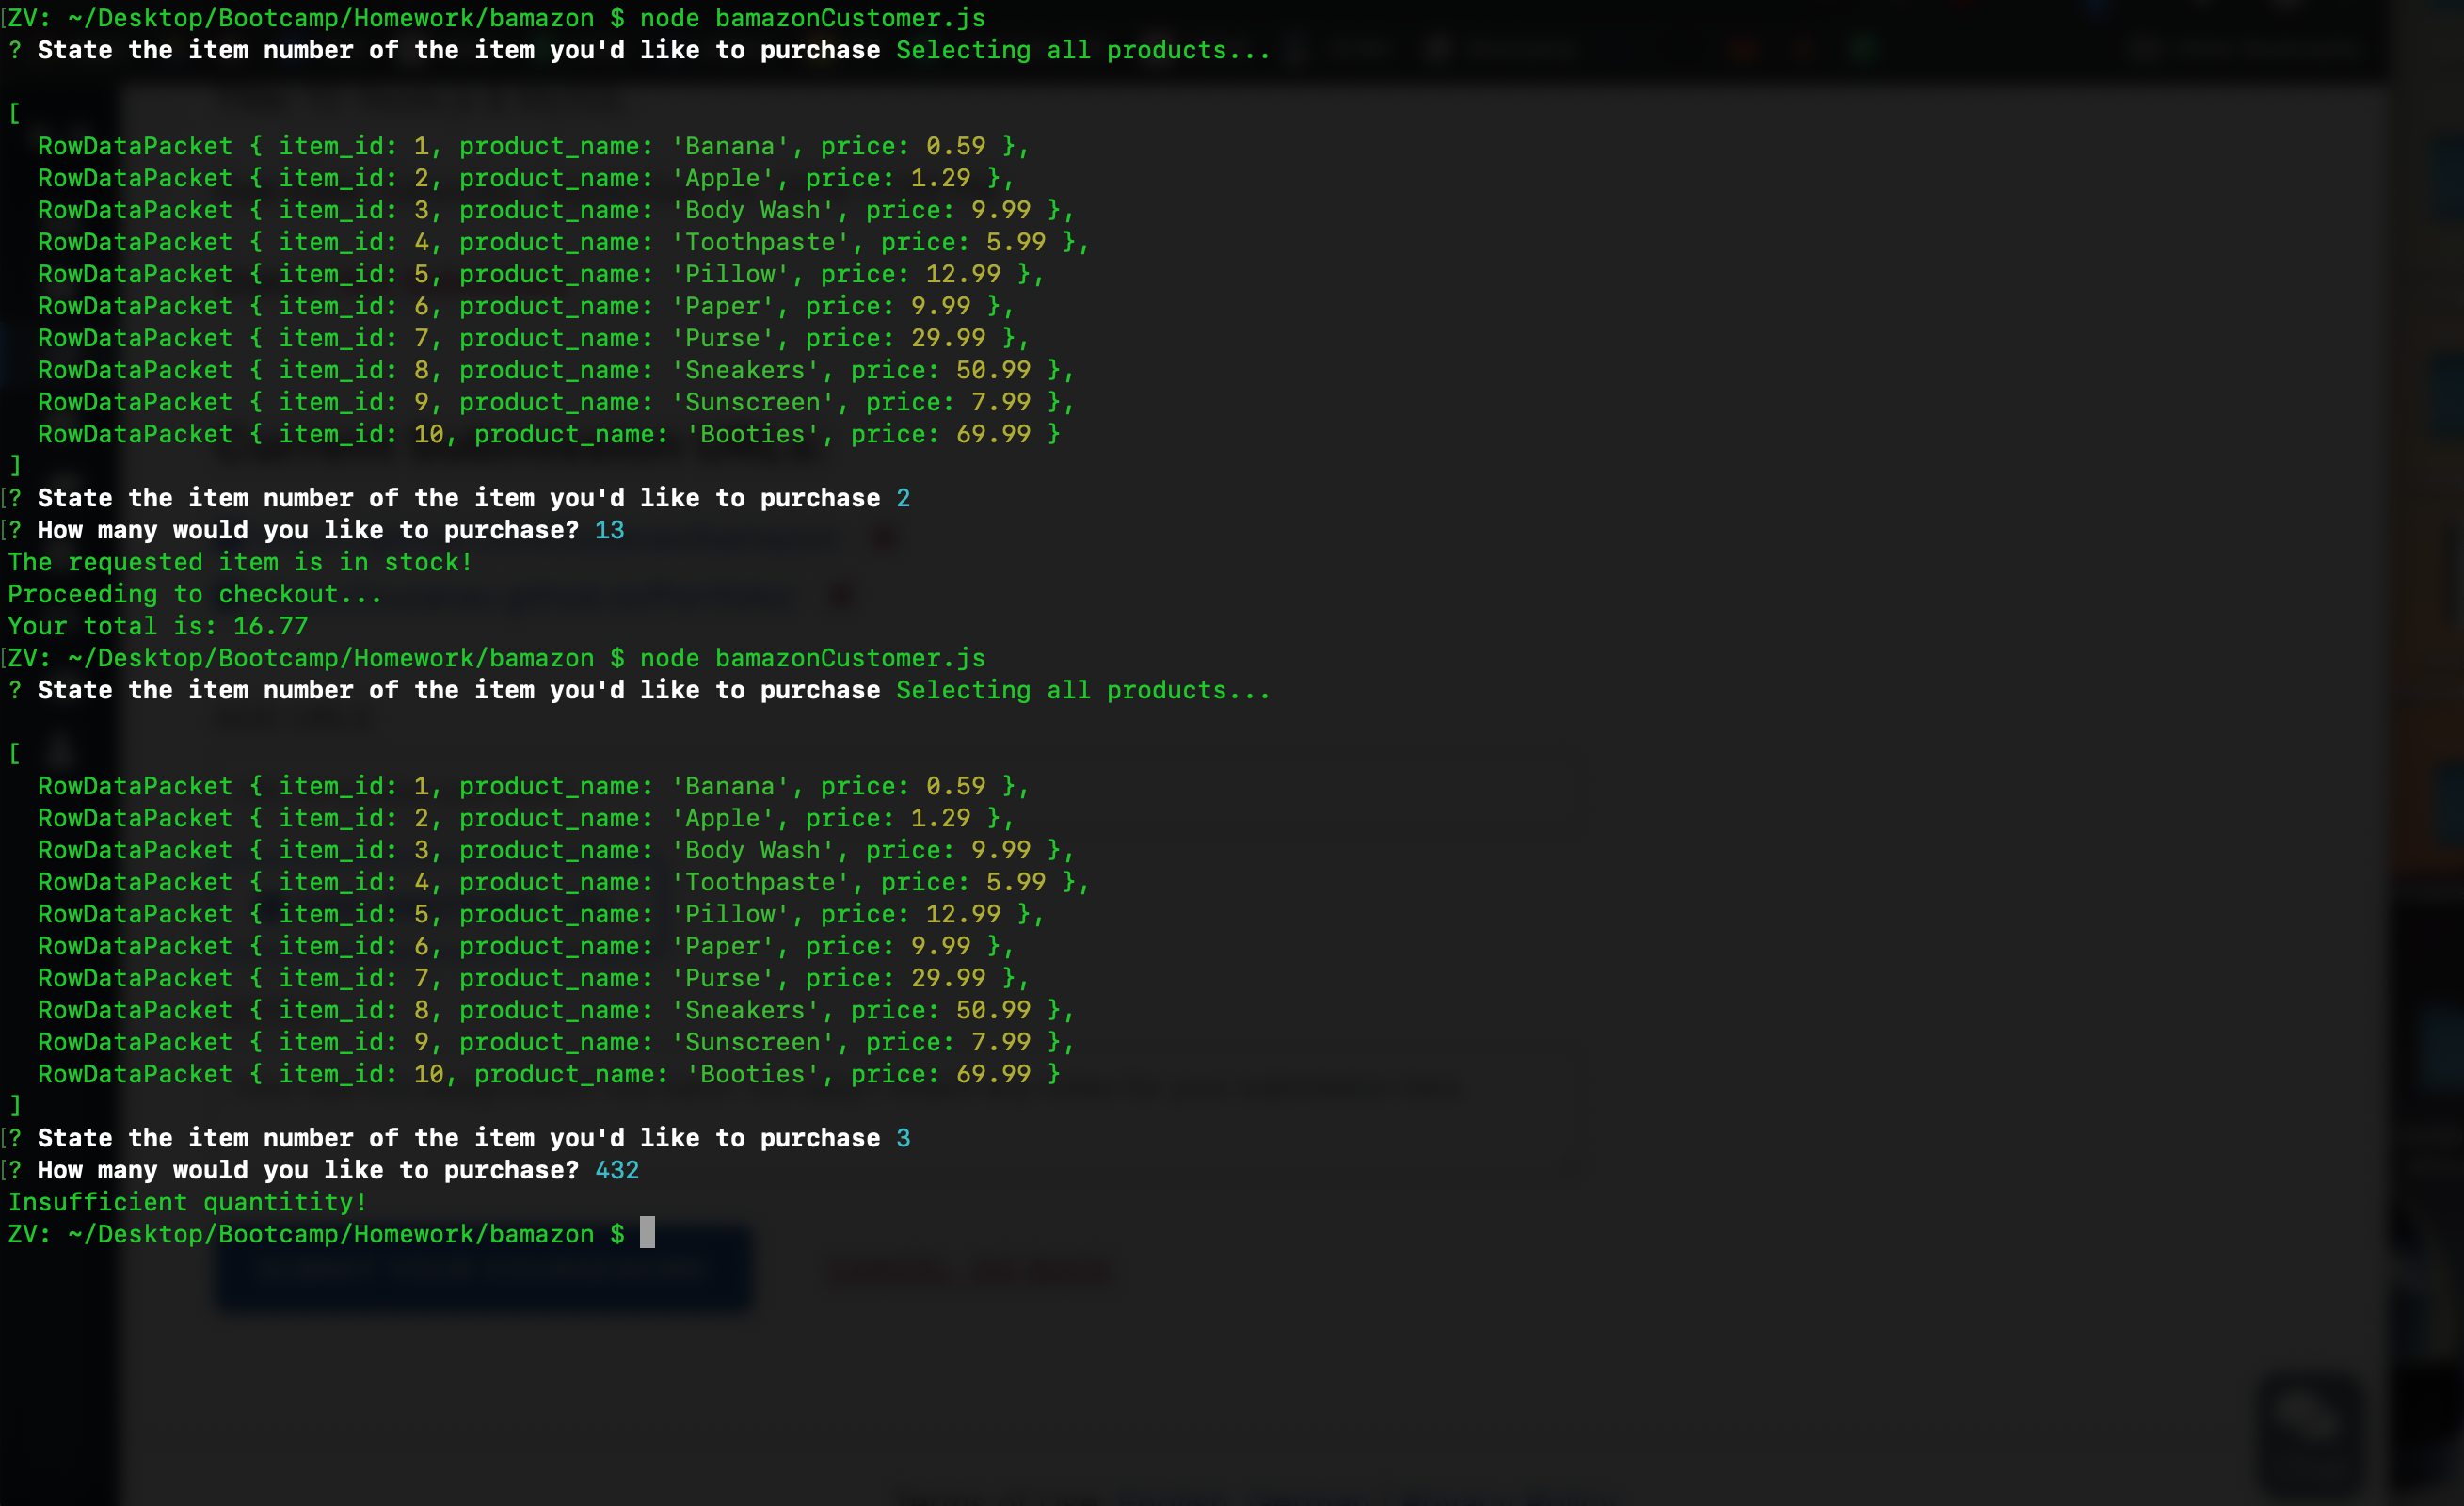 [ZV: ~/Desktop/Bootcamp/Homework/bamazon $ node bamazonCustomer.js
? State the item number of the item you'd like to purchase Selecting all products...
[
RowDataPacket { item_id: 1, product_name: 'Banana', price: 0.59 },
RowDataPacket { item_id: 2, product_name: 'Apple', price: 1.29 },
RowDataPacket { item_id: 3, product_name: 'Body Wash', price: 9.99 },
RowDataPacket { item_id: 4, product_name: 'Toothpaste', price: 5.99 },
RowDataPacket { item_id: 5, product_name: 'Pillow', price: 12.99 },
RowDataPacket { item_id: 6, product_name: 'Paper', price: 9.99 },
RowDataPacket { item_id: 7, product_name: 'Purse', price: 29.99 },
RowDataPacket { item_id: 8, product_name: 'Sneakers', price: 50.99 },
RowDataPacket { item_id: 9, product_name: 'Sunscreen', price: 7.99 },
RowDataPacket { item_id: 10, product_name: 'Booties', price: 69.99 }
]
[? State the item number of the item you'd like to purchase 2
[? How many would you like to purchase? 13
The requested item is in stock!
Proceeding to checkout...
Your total is: 16.77
[ZV: ~/Desktop/Bootcamp/Homework/bamazon $ node bamazonCustomer.js
? State the item number of the item you'd like to purchase Selecting all products...
[
RowDataPacket { item_id: 1, product_name: 'Banana', price: 0.59 },
RowDataPacket { item_id: 2, product_name: 'Apple', price: 1.29 },
RowDataPacket { item_id: 3, product_name: 'Body Wash', price: 9.99 },
RowDataPacket { item_id: 4, product_name: 'Toothpaste', price: 5.99 },
RowDataPacket { item_id: 5, product_name: 'Pillow', price: 12.99 },
RowDataPacket { item_id: 6, product_name: 'Paper', price: 9.99 },
RowDataPacket { item_id: 7, product_name: 'Purse', price: 29.99 },
RowDataPacket { item_id: 8, product_name: 'Sneakers', price: 50.99 },
RowDataPacket { item_id: 9, product_name: 'Sunscreen', price: 7.99 },
RowDataPacket { item_id: 10, product_name: 'Booties', price: 69.99 }
]
[? State the item number of the item you'd like to purchase 3
[? How many would you like to purchase? 432
Insufficient quantitity!
ZV: ~/Desktop/Bootcamp/Homework/bamazon $